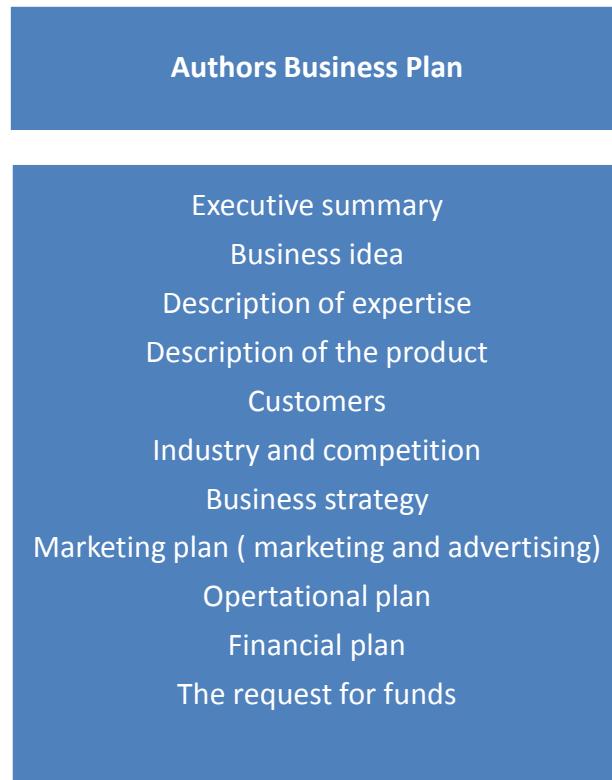 Authors Business Plan
Executive summary
Business idea
Description of expertise
Description of the product
Customers
Industry and competition
Business strategy
Marketing plan ( marketing and advertising)
Opertational plan
Financial plan
The request for funds